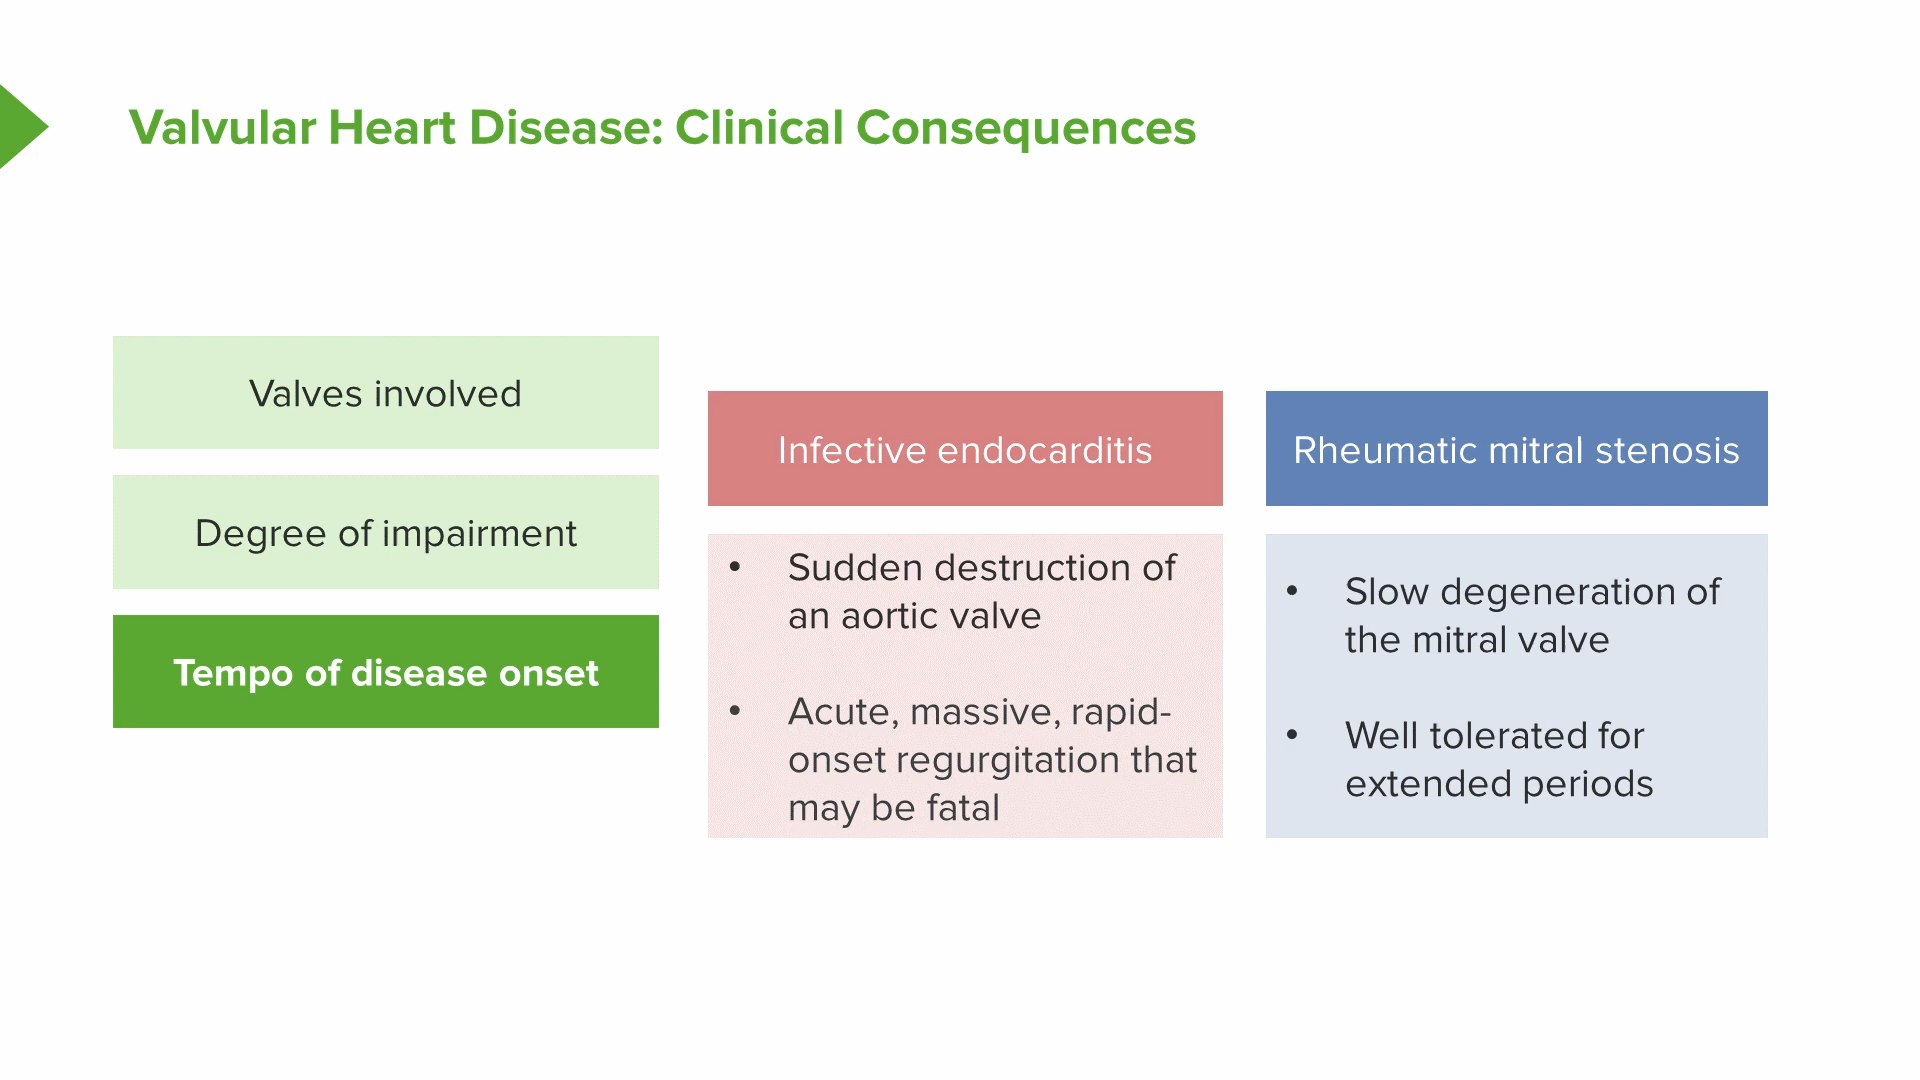 Valvular Heart Disease: Clinical Consequences
Valves involved
Degree of impairment
Tempo of disease onset
Infective endocarditis
• Sudden destruction of
an aortic valve
• Acute, massive, rapid-
onset regurgitation that
may be fatal
Rheumatic mitral stenosis
• Slow degeneration of
the mitral valve
• Well tolerated for
extended periods